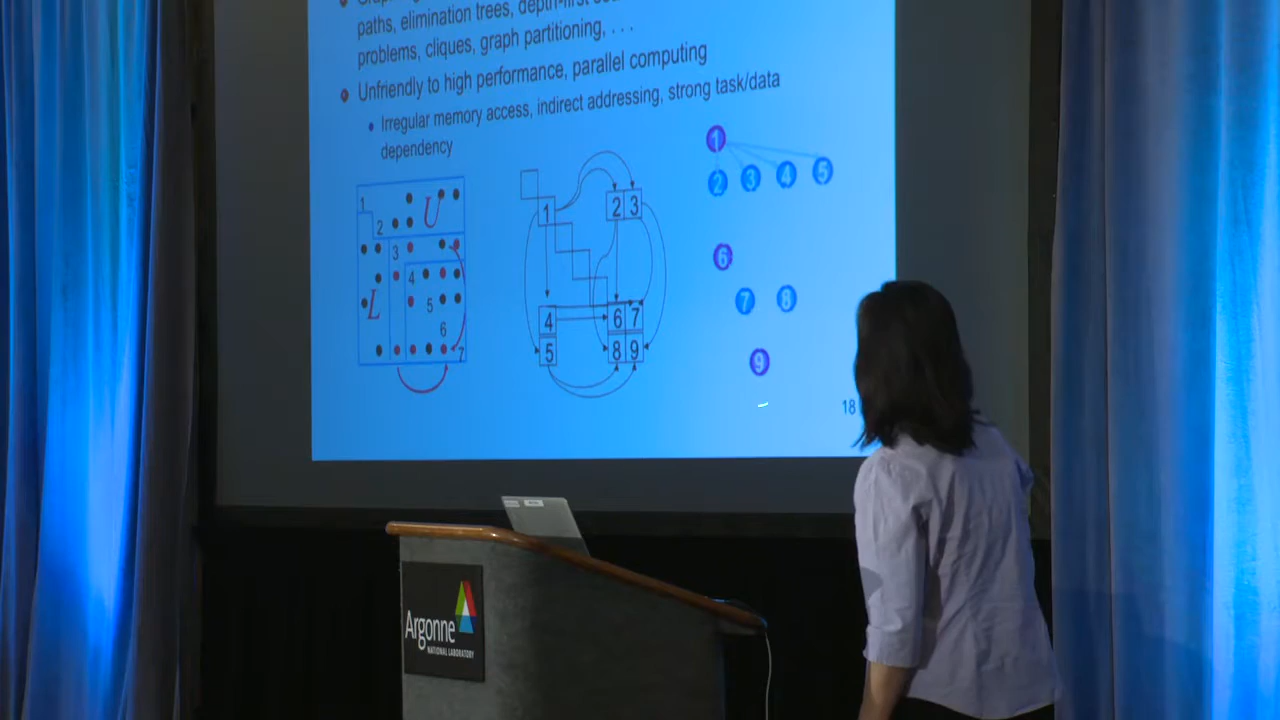 paths, elimination trees,
problems, cliques, graph partitioning, . . .
Unfriendly to high performance, parallel computing
Irregular memory access, indirect addressing, strong task/data
dependency
1
2
U
3
4
L
5
6
7
1
2 3
4
6 7
5
8 9
1
2 3 4 5
6
7 8
9
18
Argonne
NATIONAL LABORATORY